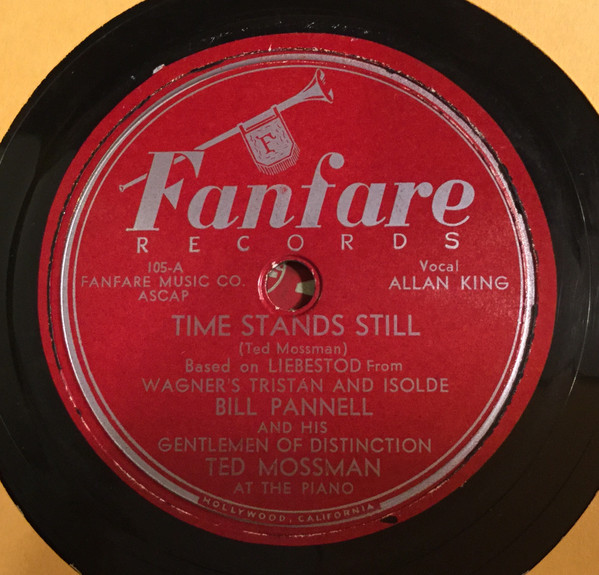 F
Fanfare
RECORDS
105-A
FANFARE MUSIC CO.
ASCAP
Vocal
ALLAN KING
TIME STANDS STILL
(Ted Mossman)
Based on LIEBESTOD From
WAGNER'S TRISTAN AND ISOLDE
BILL PANNELL
AND HIS
GENTLEMEN OF DISTINCTION
TED MOSSMAN
AT THE PIANO
HOLLYWOOD, CALIFORNIA